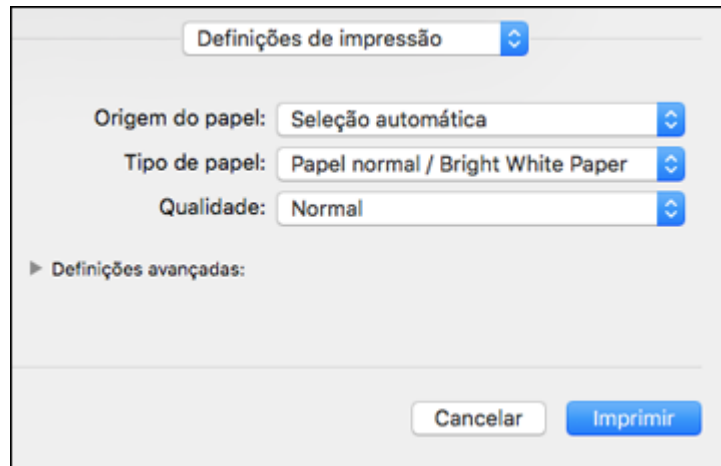 Definições de impressão
Origem do papel: Seleção automática
Tipo de papel: Papel normal / Bright White Paper
Qualidade: Normal
Definições avançadas:
Cancelar Imprimir